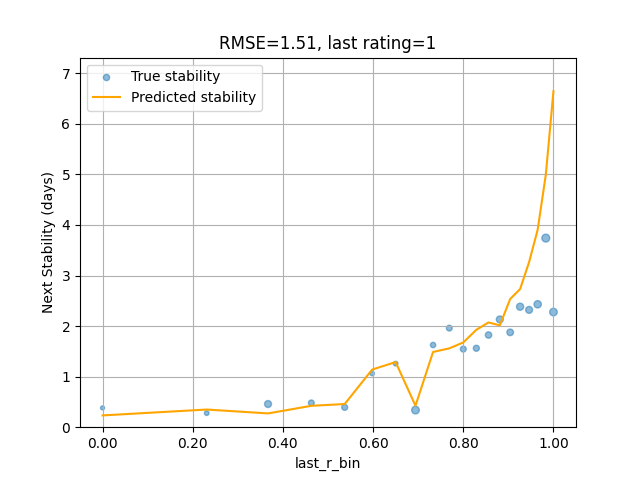 RMSE=1.51, last rating=1
True stability
Predicted stability
Next Stability (days)
7
6
5
4
3
2
1
0
0.00 0.20 0.40 0.60 0.80 1.00
last_r_bin